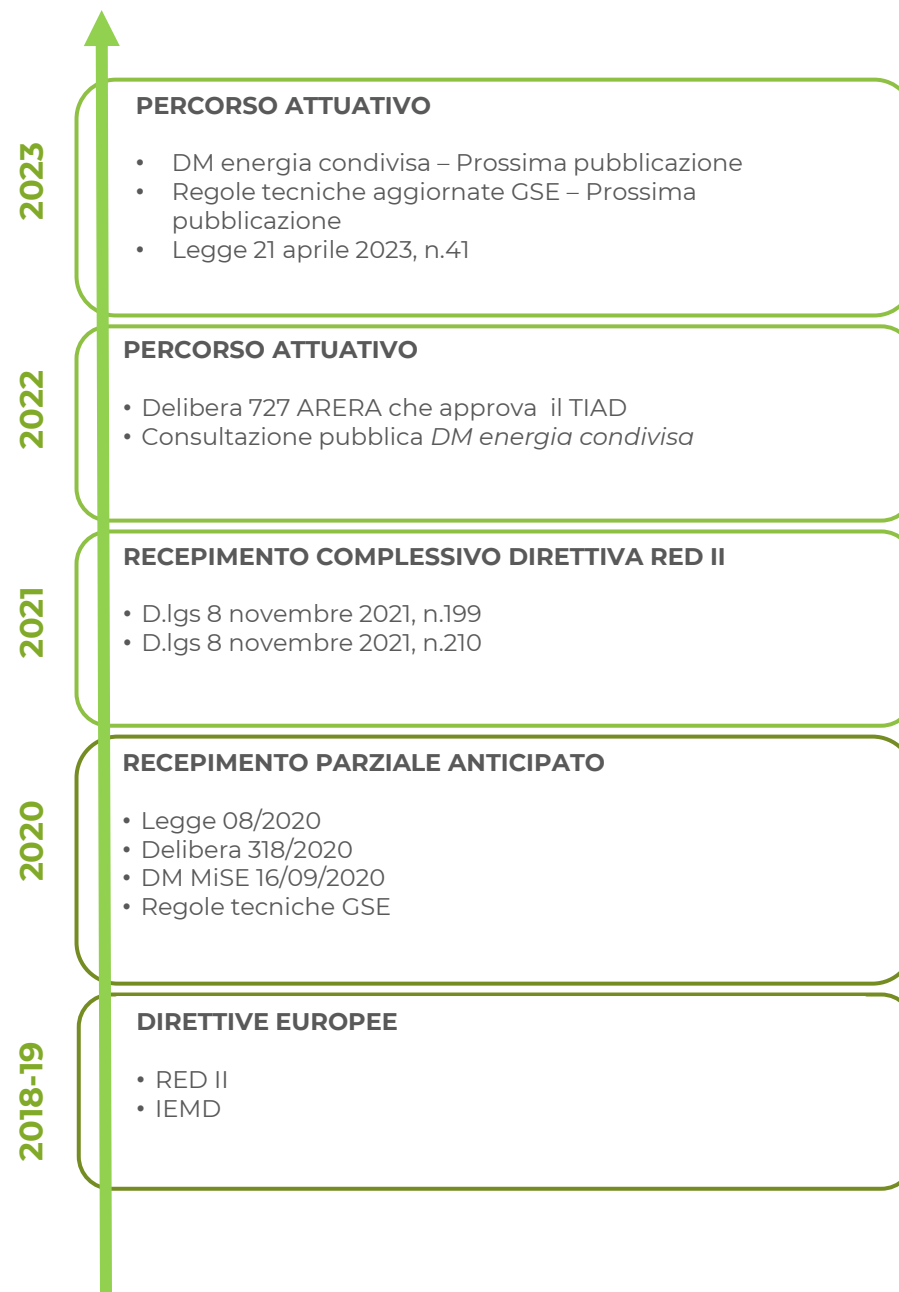 2023
PERCORSO ATTUATIVO
• DM energia condivisa – Prossima pubblicazione
• Regole tecniche aggiornate GSE – Prossima
pubblicazione
• Legge 21 aprile 2023, n.41
2022
PERCORSO ATTUATIVO
• Delibera 727 ARERA che approva il TIAD
• Consultazione pubblica DM energia condivisa
2021
RECEPIMENTO COMPLESSIVO DIRETTIVA RED II
• D.lgs 8 novembre 2021, n.199
• D.lgs 8 novembre 2021, n.210
2020
RECEPIMENTO PARZIALE ANTICIPATO
• Legge 08/2020
• Delibera 318/2020
• DM MiSE 16/09/2020
• Regole tecniche GSE
2018-19
DIRETTIVE EUROPEE
• RED II
• IEMD